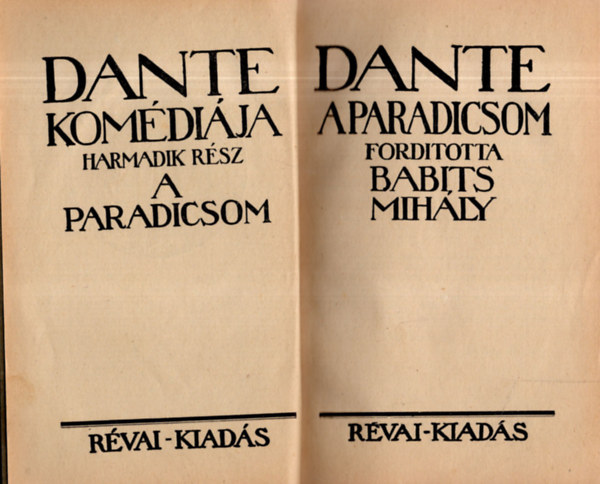 DANTE
KOMÉDIÁJA
HARMADIK RÉSZ
A
PARADICSOM
RÉVAI-KIADÁS
DANTE
A PARADICSOM
FORDITOTTA
BABITS
MIHÁLY
RÉVAI-KIADÁS